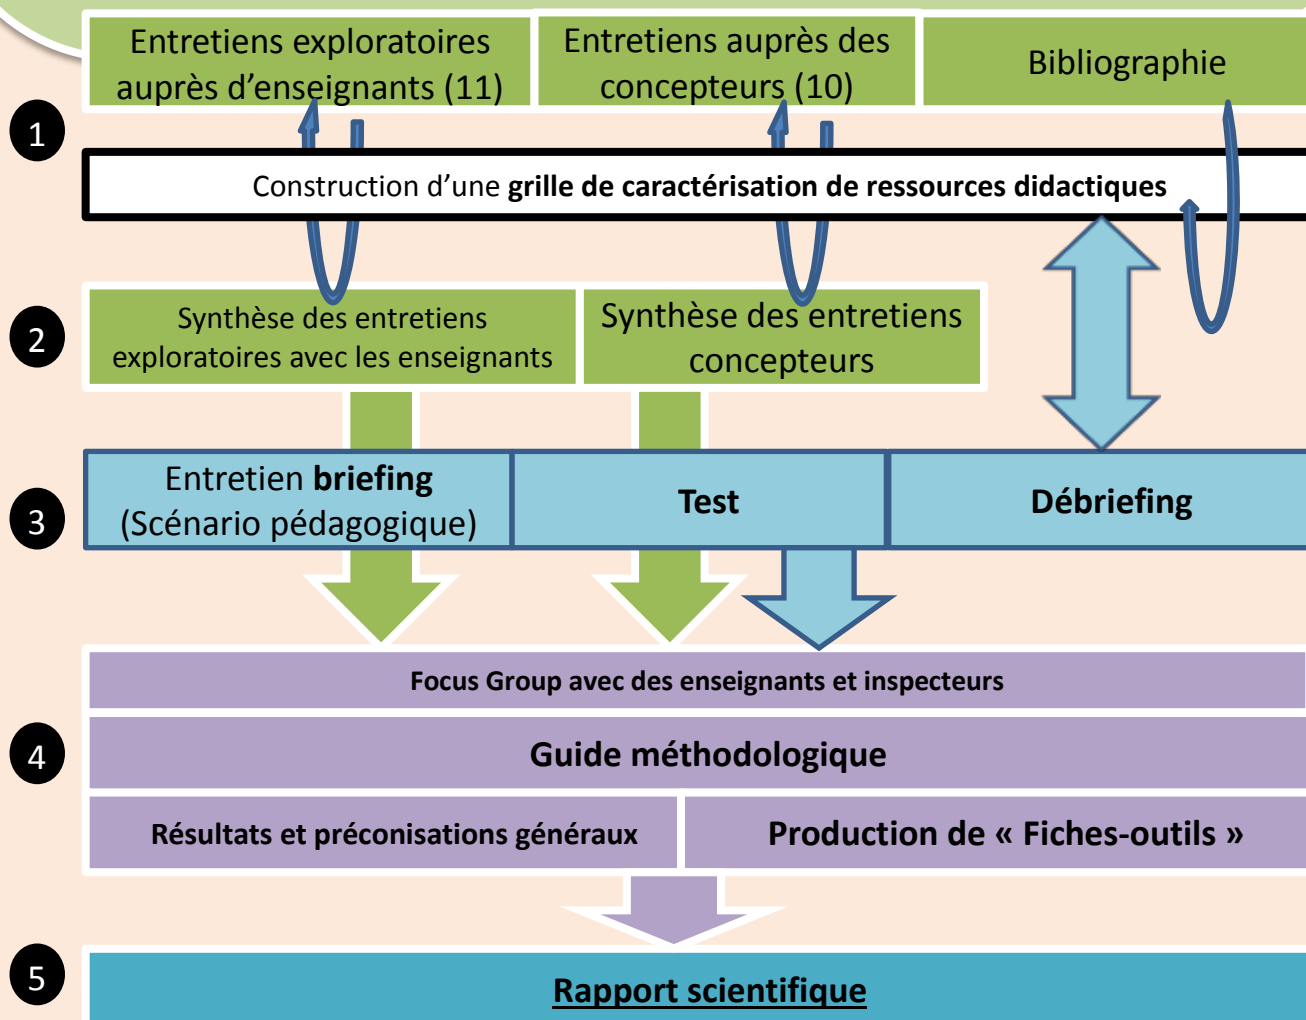 Entretiens exploratoires
auprès d’enseignants (11)
Entretiens auprès des
concepteurs (10)
Bibliographie
1
Construction d’une grille de caractérisation de ressources didactiques
2
Synthèse des entretiens
exploratoires avec les enseignants
Synthèse des entretiens
concepteurs
3
Entretien briefing
(Scénario pédagogique)
Test
Débriefing
Focus Group avec des enseignants et inspecteurs
4
Guide méthodologique
Résultats et préconisations généraux
Production de « Fiches-outils »
5
Rapport scientifique